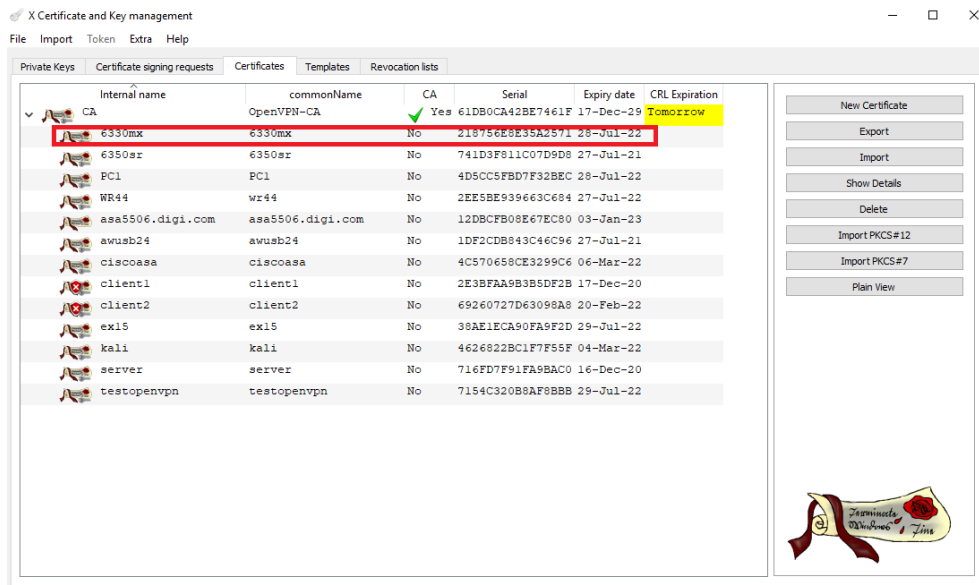 X Certificate and Key management
File Import Token Extra Help
Private Keys Certificate signing requests Certificates Templates Revocation lists
Internal name commonName CA Serial Expiry date CRL Expiration
CA OpenVPN-CA Yes 61DB0CA42BE7461F 17-Dec-29 Tomorrow
6330mx 6330mx No 218756E8E35A2571 28-Jul-22
6350sr 6350sr No 741D3F811C07D9D8 27-Jul-21
PC1 PC1 No 4D5CC5FBD7F32BEC 28-Jul-22
WR44 wr44 No 2EE5BE939663C684 27-Jul-22
asa5506.digi.com asa5506.digi.com No 12DBCFB08E67EC80 03-Jan-23
awusb24 awusb24 No 1DF2CDB843C46C96 27-Jul-21
ciscoasa ciscoasa No 4C570658CE3299C6 06-Mar-22
client1 client1 No 2E3BFAA9B3B5DF2B 17-Dec-20
client2 client2 No 69260727D63098A8 20-Feb-22
ex15 ex15 No 38AE1ECA90FA9F2D 29-Jul-22
kali kali No 4626822BC1F7F55F 04-Mar-22
server server No 716FD7F91FA9BAC0 16-Dec-20
testopenvpn testopenvpn No 7154C320B8AF8BBB 29-Jul-22
New Certificate
Export
Import
Show Details
Delete
Import PKCS#12
Import PKCS#7
Plain View